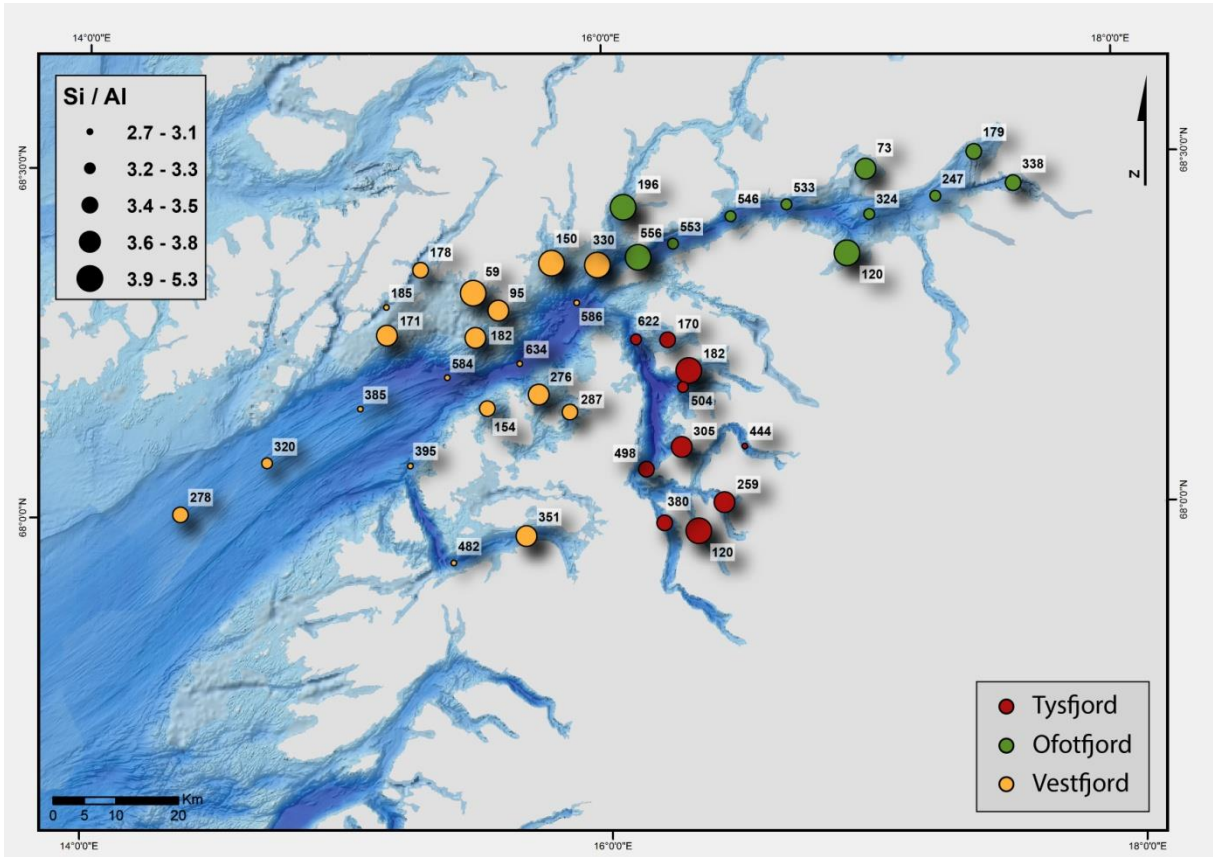 14°0'0"E
16°0'0"E
18°0'0"E
Si / Al
2.7 - 3.1
3.2 - 3.3
3.4 - 3.5
3.6 - 3.8
3.9 - 5.3
68°30'0"N
68°30'0"N
N
179
73
338
247
196
533
324
546
553
556
330
150
120
178
59
95
185
586
171
182
622
170
634
182
584
276
504
385
287
154
305
444
320
395
498
259
278
380
68°0'0"N
68°0'0"N
351
482
120
Tysfjord
Ofotfjord
Vestfjord
Km
0 5 10 20
14°0'0"E
16°0'0"E
18°0'0"E